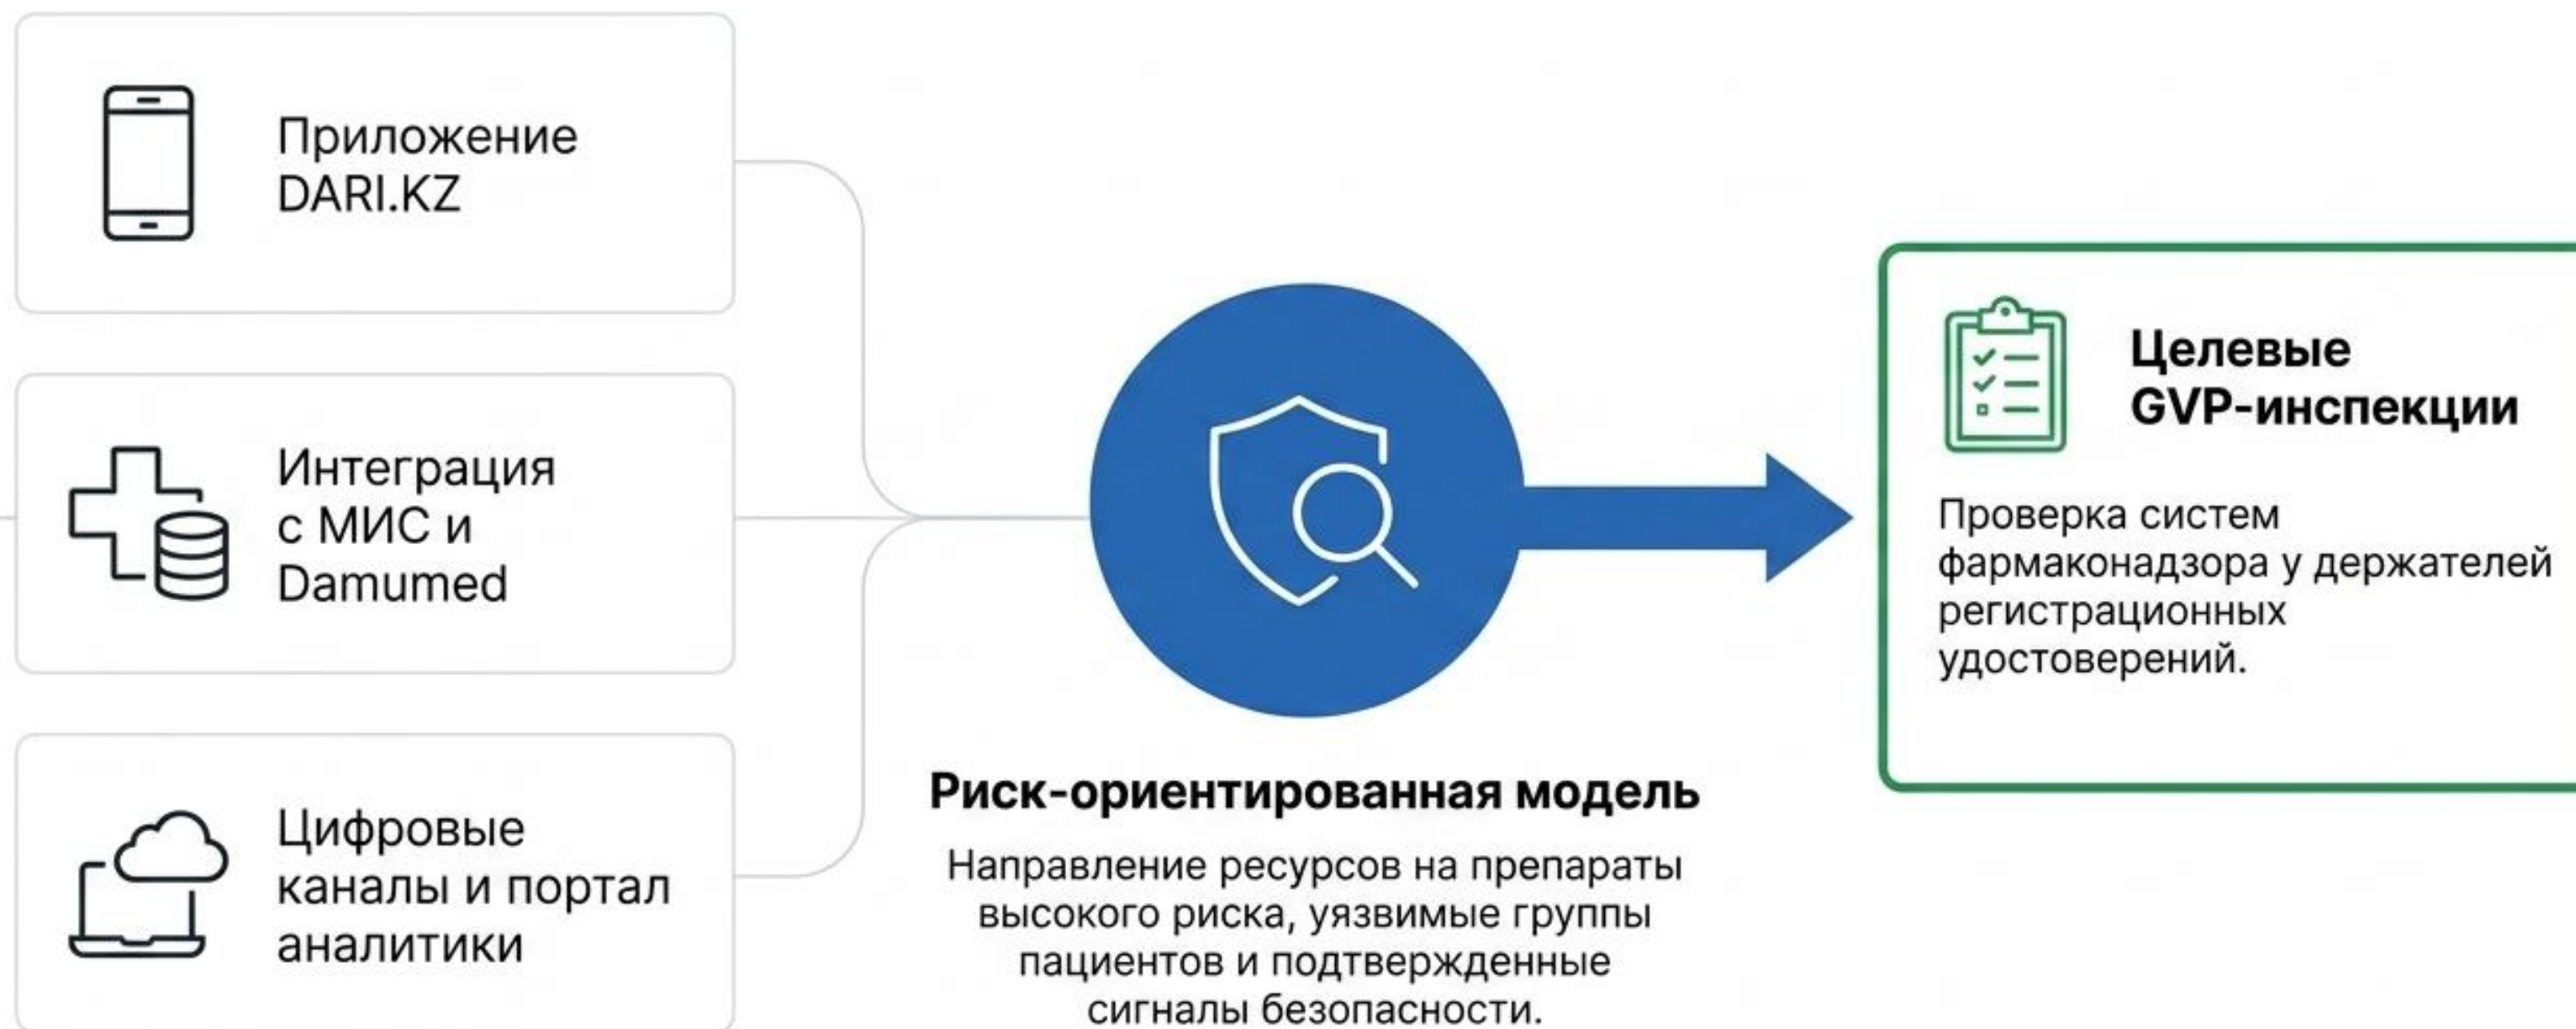 Приложение
DARI.KZ
Интеграция
с МИС и
Damumed
Цифровые
каналы и портал
аналитики
Риск-ориентированная модель
Направление ресурсов на препараты
высокого риска, уязвимые группы
пациентов и подтвержденные
сигналы безопасности.
Целевые
GVP-инспекции
Проверка систем
фармаконадзора у держателей
регистрационных
удостоверений.